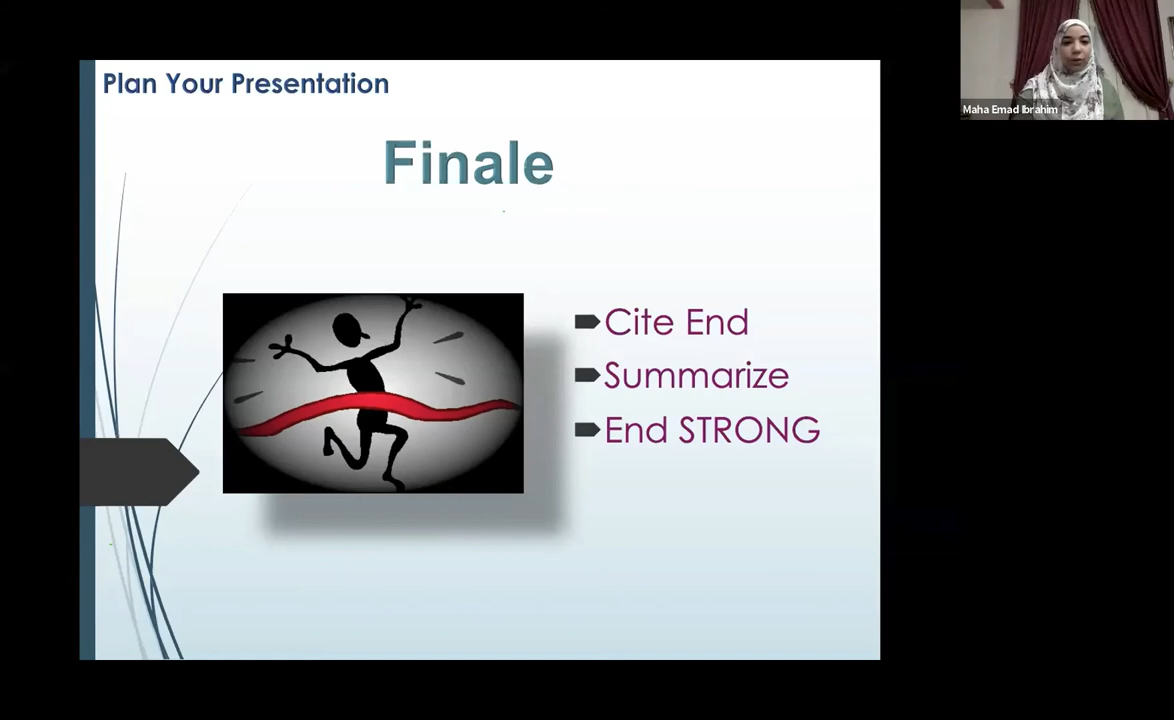 Plan Your Presentation
Finale
Cite End
Summarize
End STRONG
Maha Emad Ibrahim